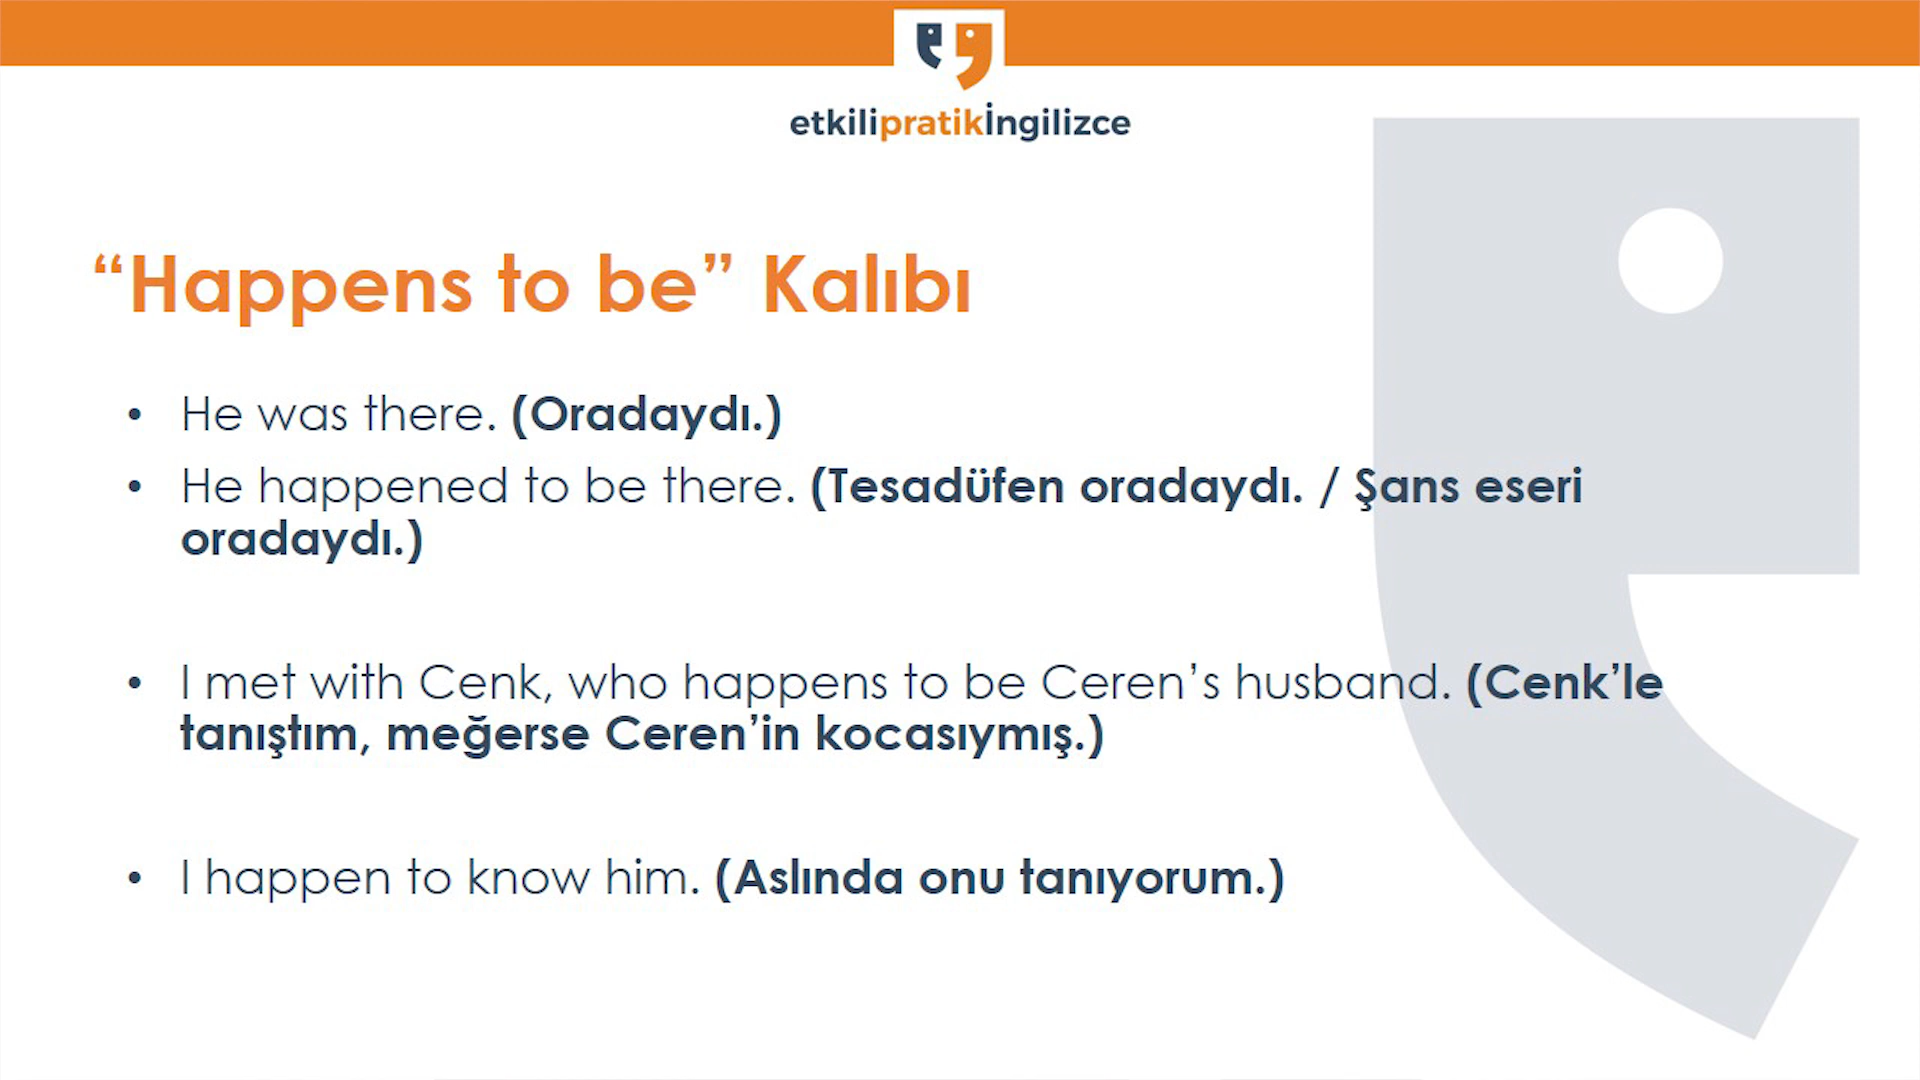 etkilipratikİngilizce
“Happens to be” Kalıbı
• He was there. (Oradaydı.)
• He happened to be there. (Tesadüfen oradaydı. / Şans eseri
oradaydı.)
• I met with Cenk, who happens to be Ceren’s husband. (Cenk’le
tanıştım, meğerse Ceren’in kocasıymış.)
• I happen to know him. (Aslında onu tanıyorum.)